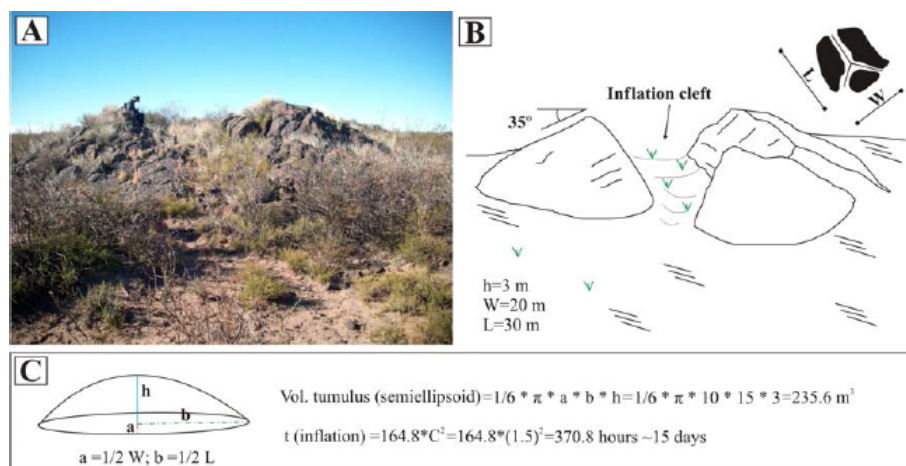 A
B
Inflation cleft
35°
L
W
h=3 m
W=20 m
L=30 m
C
h
b
a
a =1/2 W; b =1/2 L
Vol. tumulus (semiellipsoid)=1/6 * π * a * b * h=1/6 * π * 10 * 15 * 3=235.6 m³
t (inflation) =164.8*C²=164.8*(1.5)²=370.8 hours ~15 days